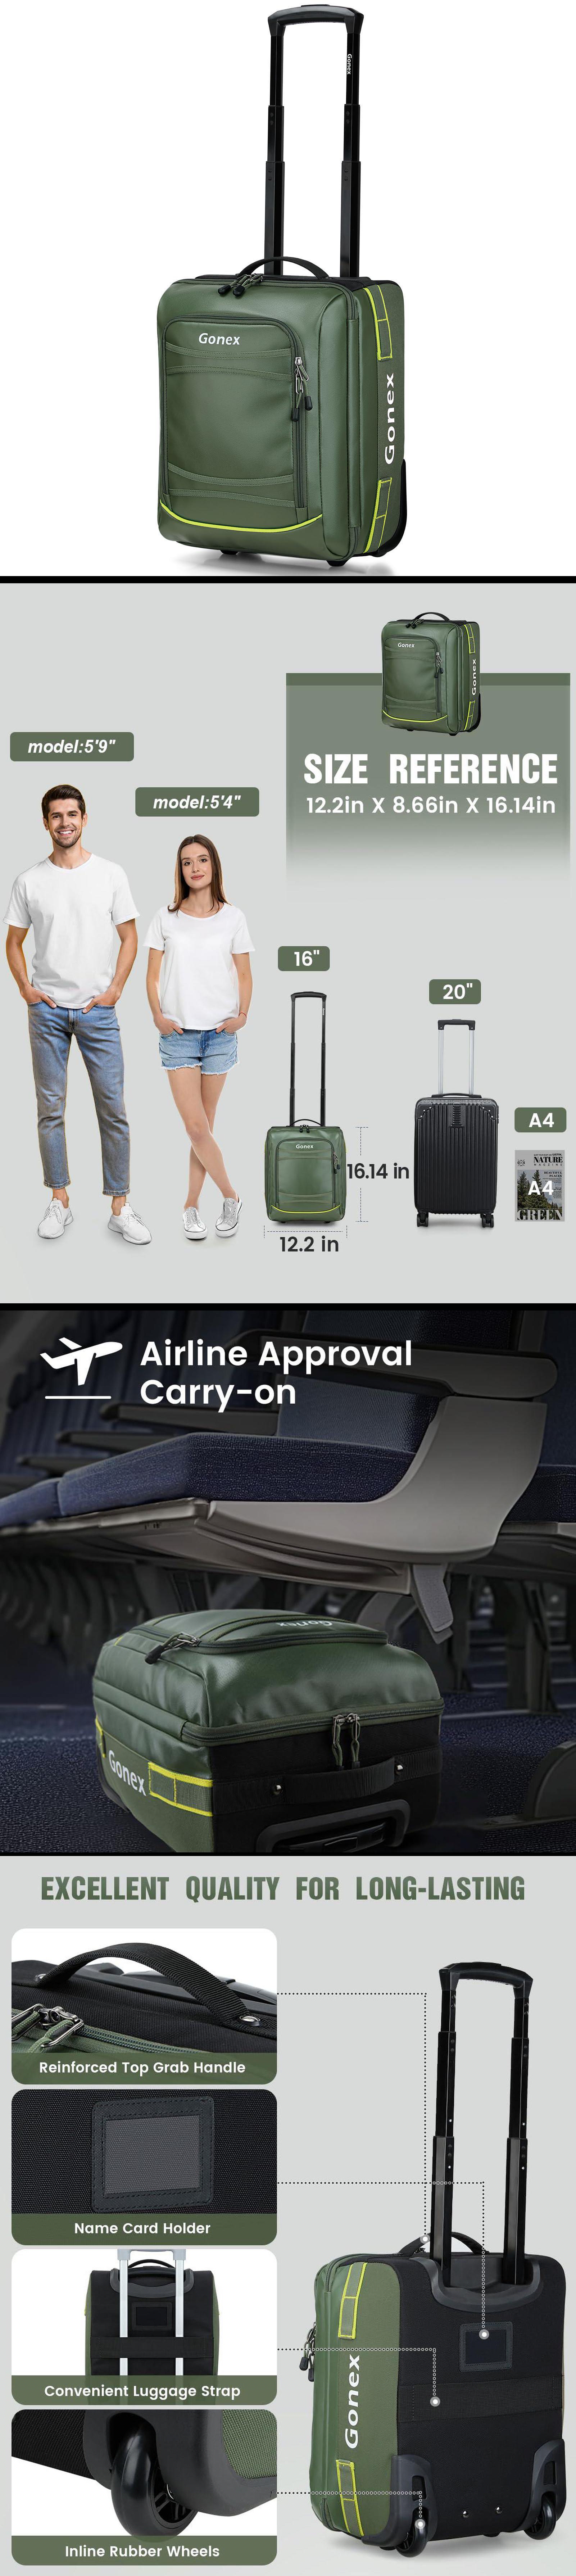 Gonex
Gonex
Gonex
Gonex
Gonex
SIZE REFERENCE
12.2in X 8.66in X 16.14in
model:5'9"
model:5'4"
16"
20"
Gonex
16.14 in
12.2 in
A4
NATURE
A4
GREEN
Airline Approval
Carry-on
Gonex
Gonex
EXCELLENT QUALITY FOR LONG-LASTING
Reinforced Top Grab Handle
Name Card Holder
Convenient Luggage Strap
Inline Rubber Wheels
Gonex